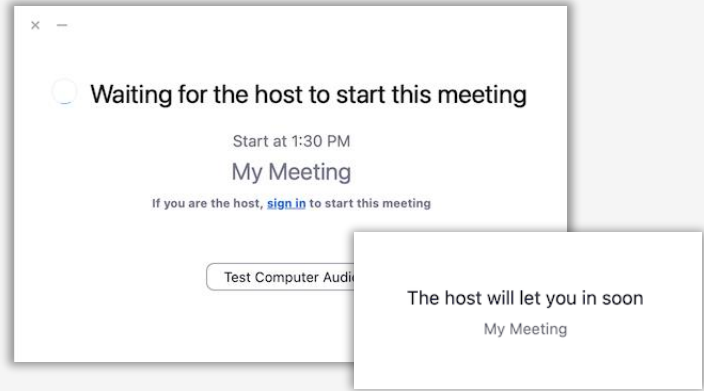 Waiting for the host to start this meeting
Start at 1:30 PM
My Meeting
If you are the host, sign in to start this meeting
Test Computer Audi
The host will let you in soon
My Meeting